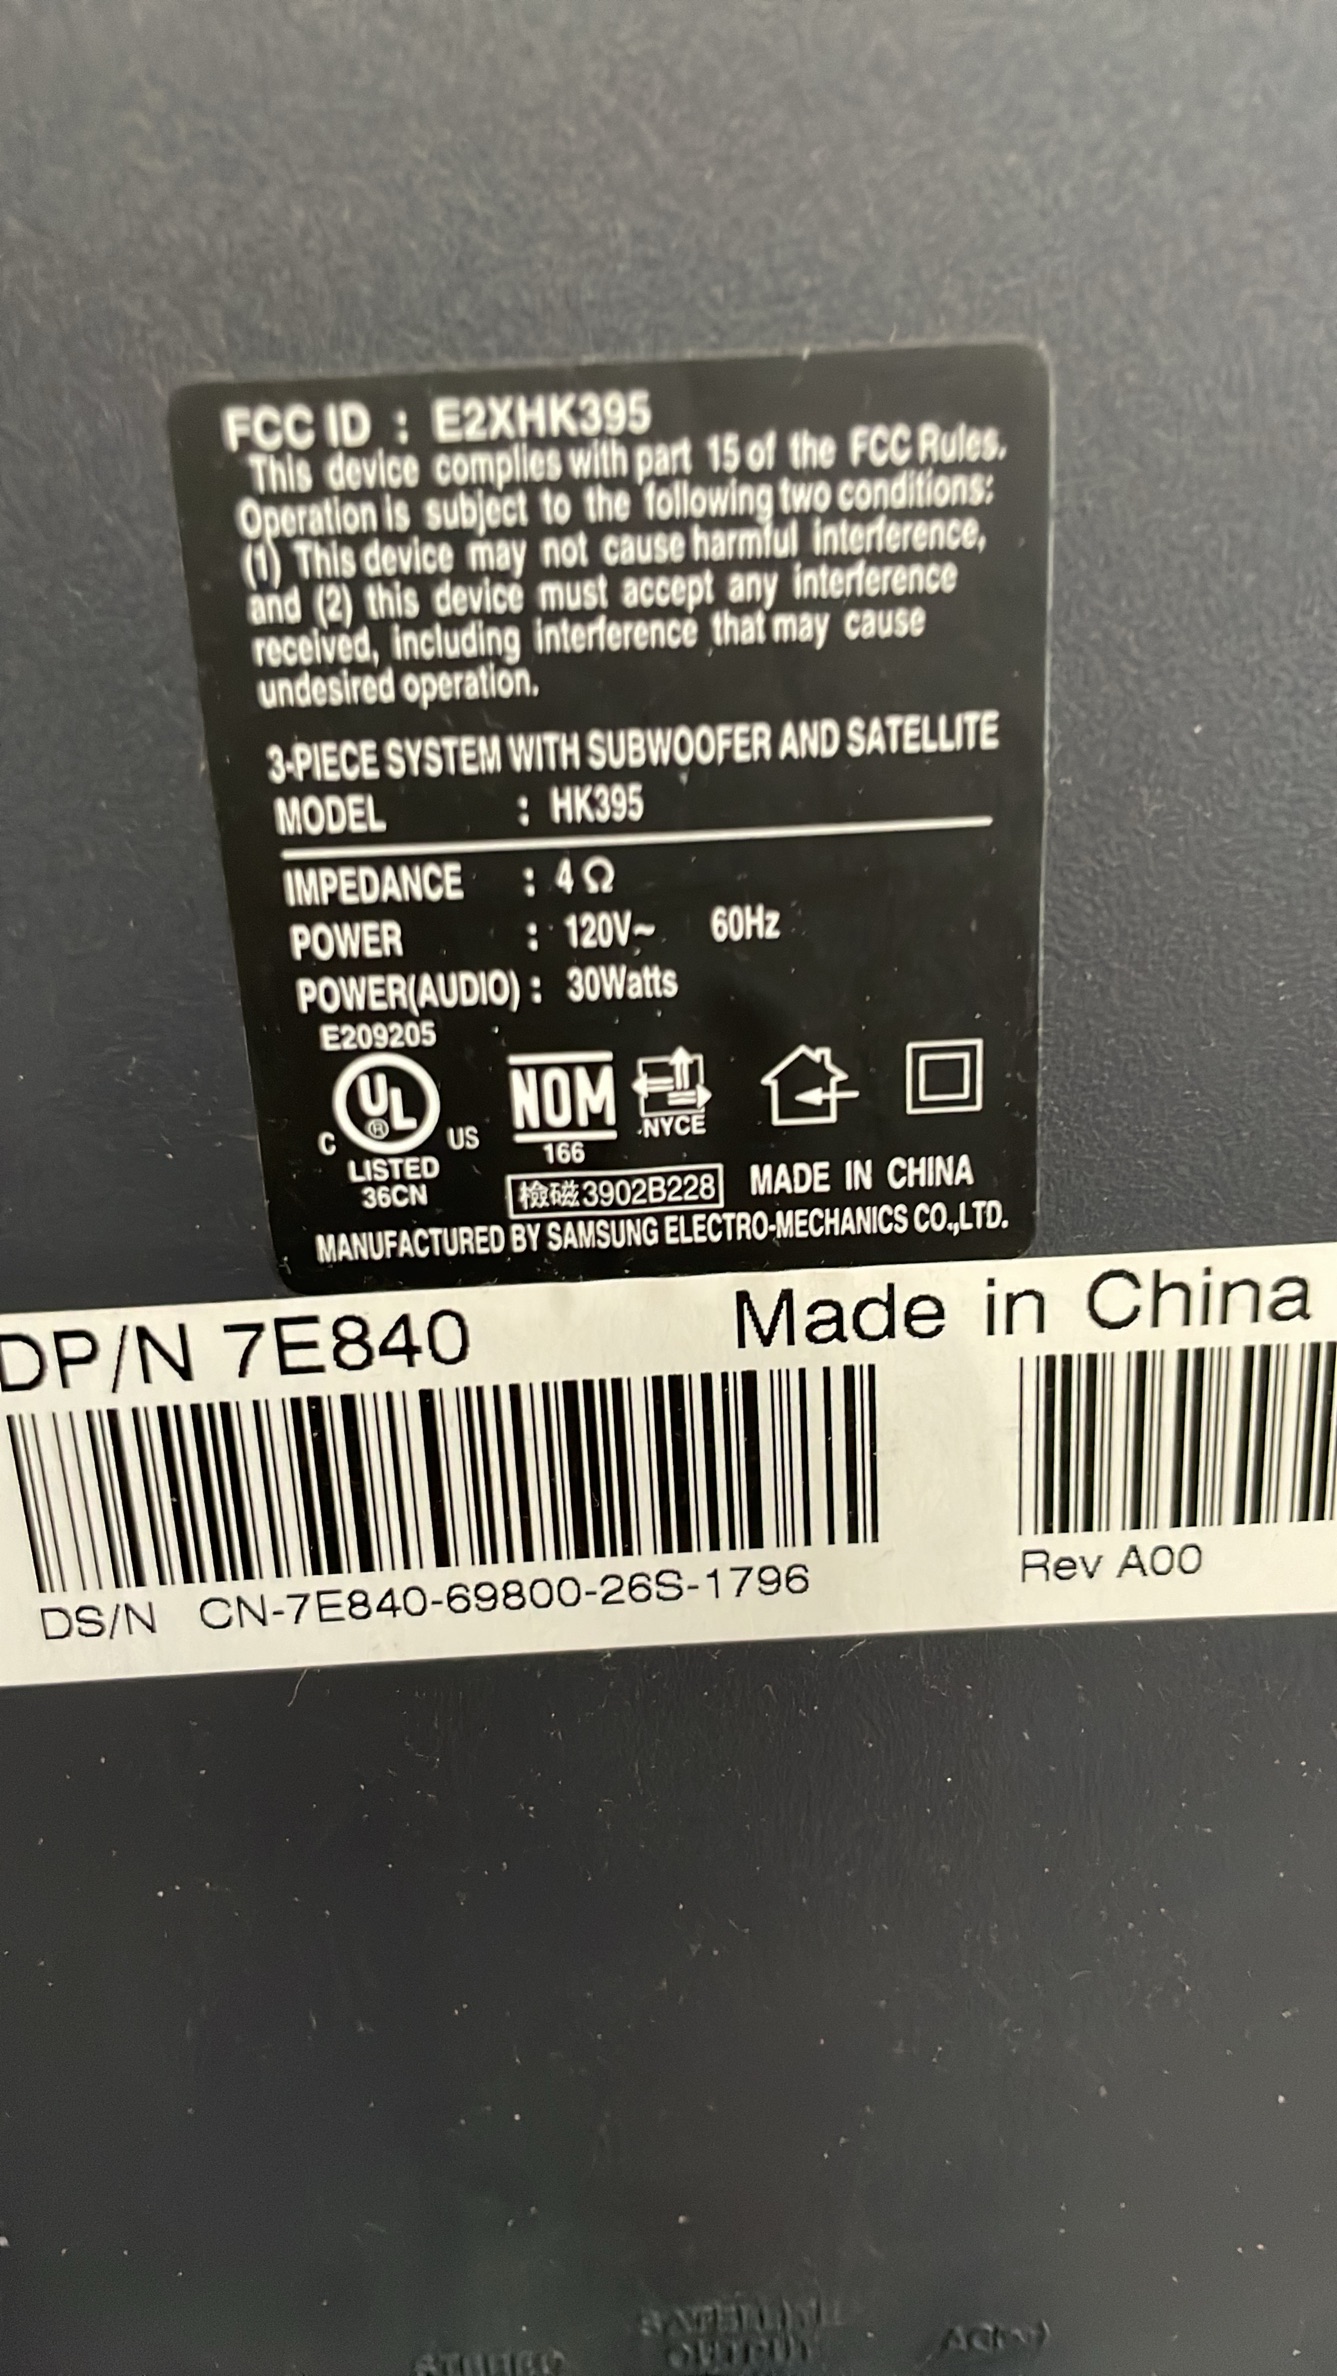 FCC ID : E2XHK395
This device complies with part 15 of the FCC Rules.
Operation is subject to the following two conditions:
(1) This device may not cause harmful interference,
and (2) this device must accept any interference
received, including interference that may cause
undesired operation.
3-PIECE SYSTEM WITH SUBWOOFER AND SATELLITE
MODEL : HK395
IMPEDANCE : 4 Ω
POWER : 120V~ 60Hz
POWER(AUDIO) : 30Watts
E209205
C UL ® US
LISTED
36CN
NOM
166
NYCE
檢磁3902B228
MADE IN CHINA
MANUFACTURED BY SAMSUNG ELECTRO-MECHANICS CO.,LTD.
DP/N 7E840 Made in China
DS/N CN-7E840-69800-26S-1796
Rev A00
SATELLITE
STEREO OUTPUT AC(~)